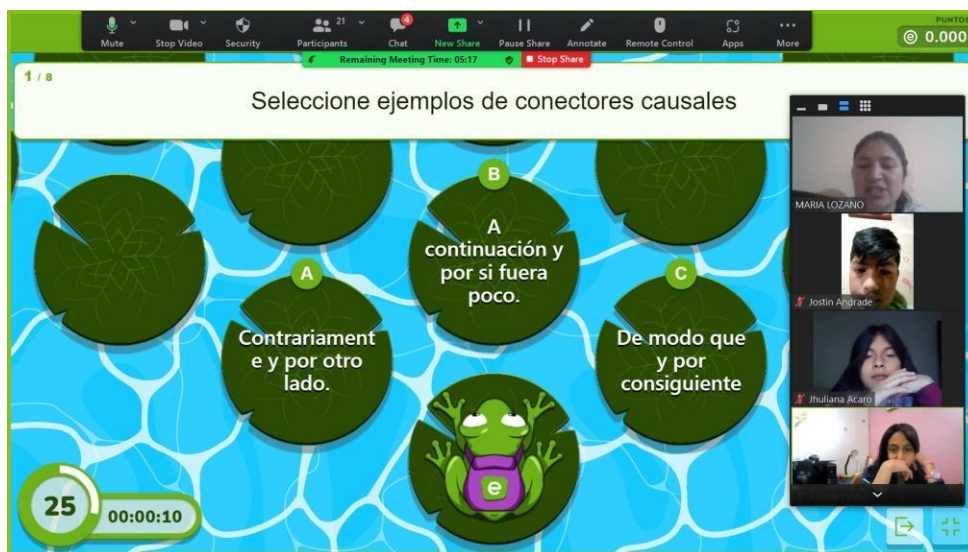 Mute
Stop Video
Security
Participants
21
Chat
4
New Share
Pause Share
Annotate
Remote Control
Apps
More
PUNTOS
e 0.000
Remaining Meeting Time: 05:17
Stop Share
1 / 8
Seleccione ejemplos de conectores causales
MARIA LOZANO
B
A
continuación y
por si fuera
poco.
A
Contrariament
e y por otro
lado.
C
De modo que
y por
consiguiente
Jostin Andrade
Jhuliana Acaro
e
25
00:00:10